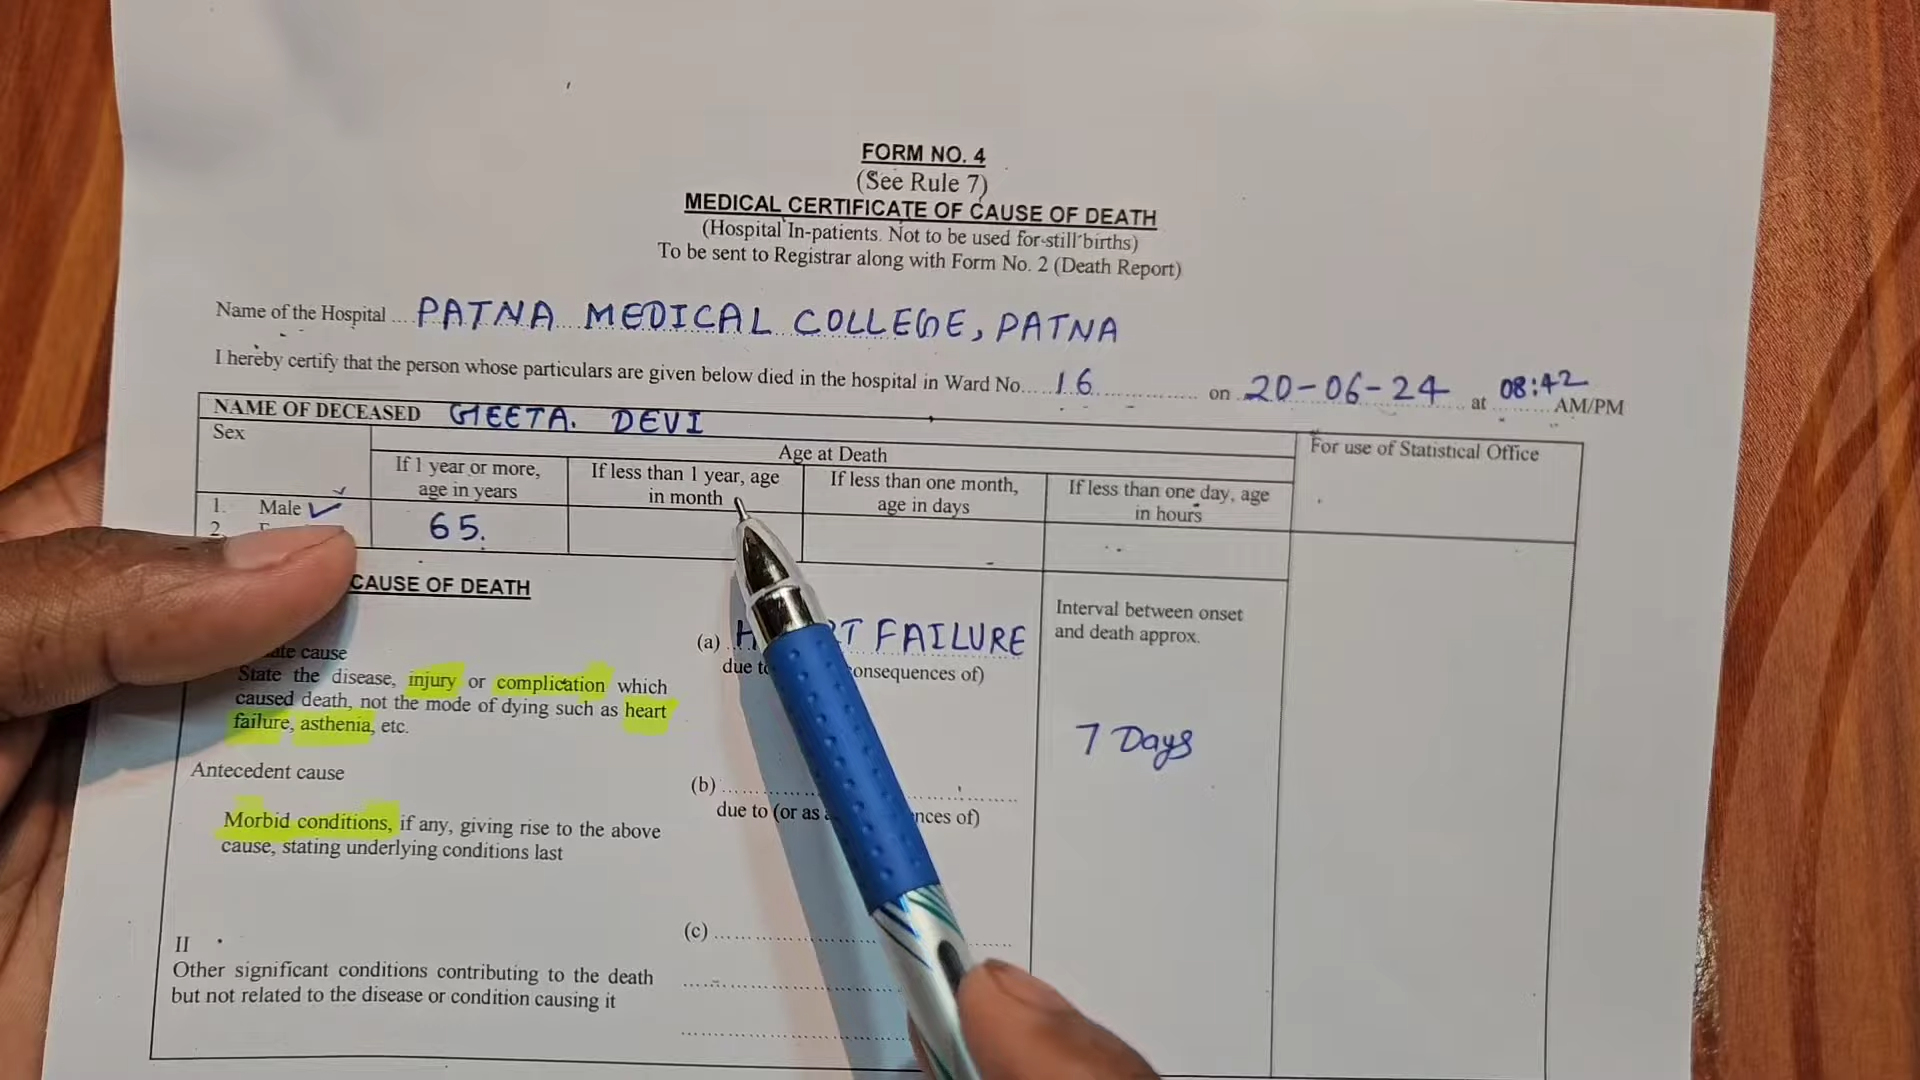 FORM NO. 4
(See Rule 7)
MEDICAL CERTIFICATE OF CAUSE OF DEATH
(Hospital In-patients. Not to be used for still births)
To be sent to Registrar along with Form No. 2 (Death Report)
Name of the Hospital ... PATNA MEDICAL COLLEGE, PATNA
I hereby certify that the person whose particulars are given below died in the hospital in Ward No. 16 on 20-06-24 at 08:42 AM/PM
NAME OF DECEASED GEETA. DEVI
Sex
Age at Death
For use of Statistical Office
If 1 year or more,
age in years
If less than 1 year, age
in month
If less than one month,
age in days
If less than one day, age
in hours
1. Male ✓
2.
65.
CAUSE OF DEATH
Interval between onset
and death approx.
(a) FAILURE
cause
due to onsequences of)
State the disease, injury or complication which
caused death, not the mode of dying such as heart
failure, asthenia, etc.
7 Days
Antecedent cause
(b)
due to (or as nces of)
Morbid conditions, if any, giving rise to the above
cause, stating underlying conditions last
(c)
II
Other significant conditions contributing to the death
but not related to the disease or condition causing it